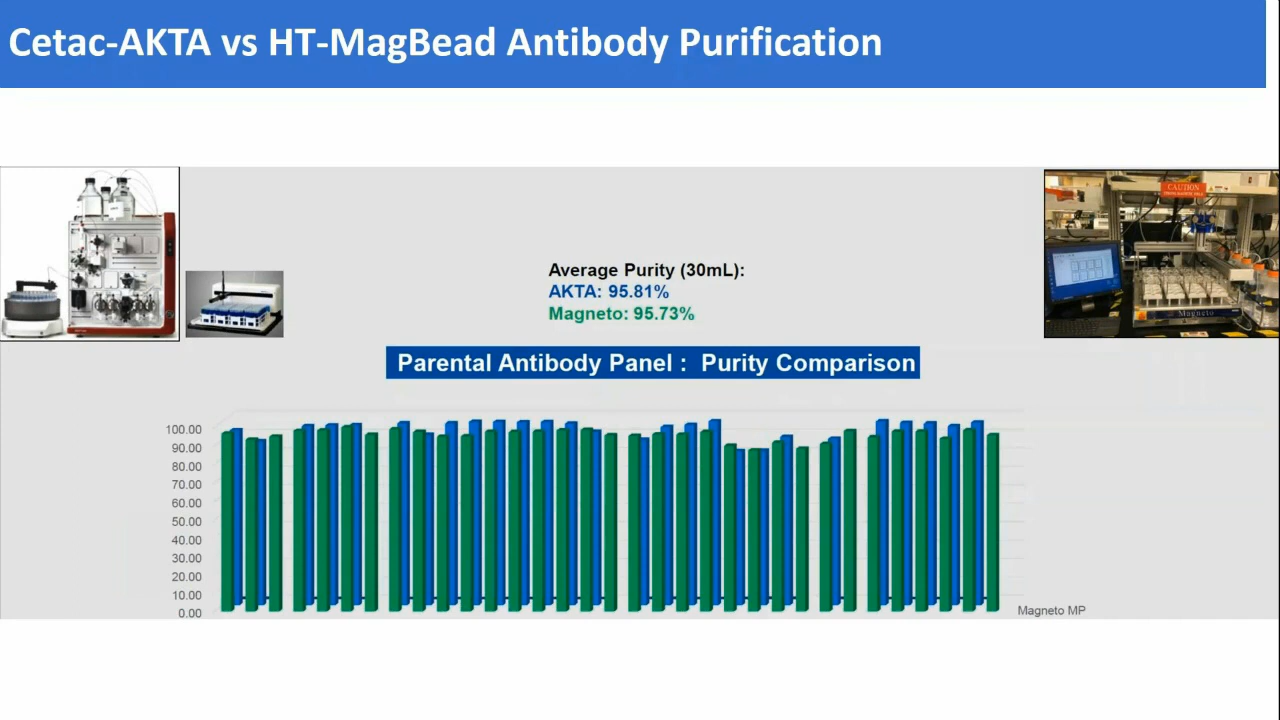 Cetac-AKTA vs HT-MagBead Antibody Purification
CAUTION
Average Purity (30mL):
AKTA: 95.81%
Magneto: 95.73%
Magneto
Parental Antibody Panel : Purity Comparison
100.00
90.00
80.00
70.00
60.00
50.00
40.00
30.00
20.00
10.00
0.00
Magneto MP